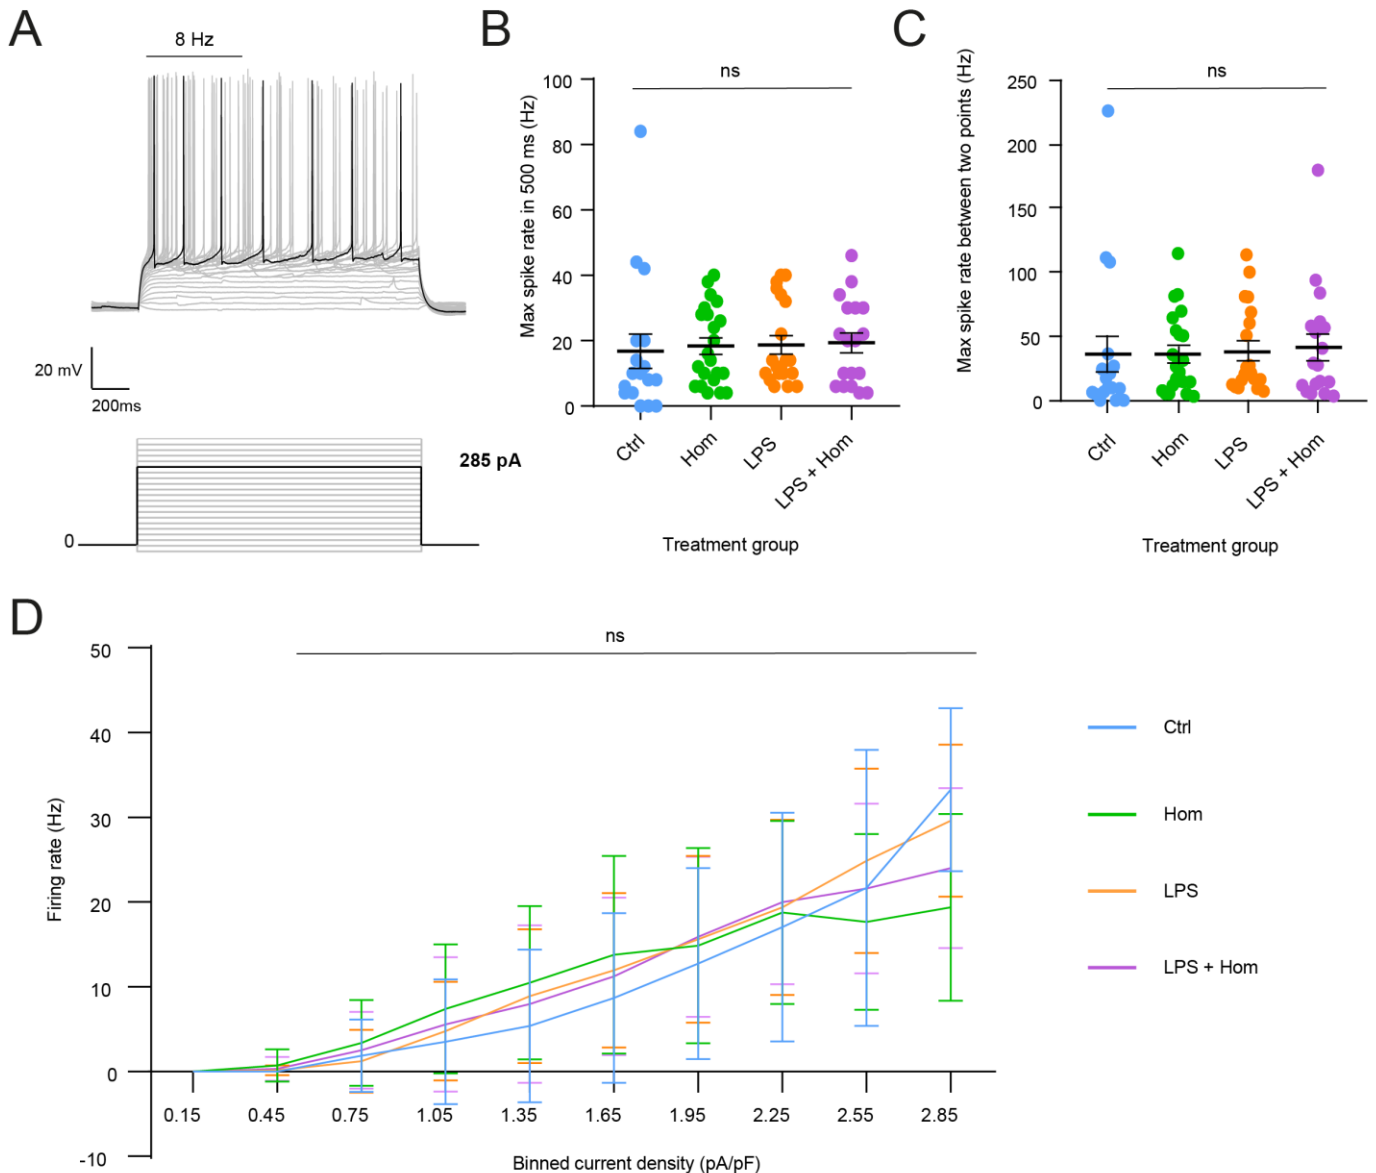 A
8 Hz
20 mV
200ms
285 pA
0
B
ns
Max spike rate in 500 ms (Hz)
100
80
60
40
20
0
Ctrl
Hom
LPS
LPS + Hom
Treatment group
C
ns
Max spike rate between two points (Hz)
250
200
150
100
50
0
Ctrl
Hom
LPS
LPS + Hom
Treatment group
D
ns
Firing rate (Hz)
50
40
30
20
10
0
-10
0.15 0.45 0.75 1.05 1.35 1.65 1.95 2.25 2.55 2.85
Binned current density (pA/pF)
Ctrl
Hom
LPS
LPS + Hom